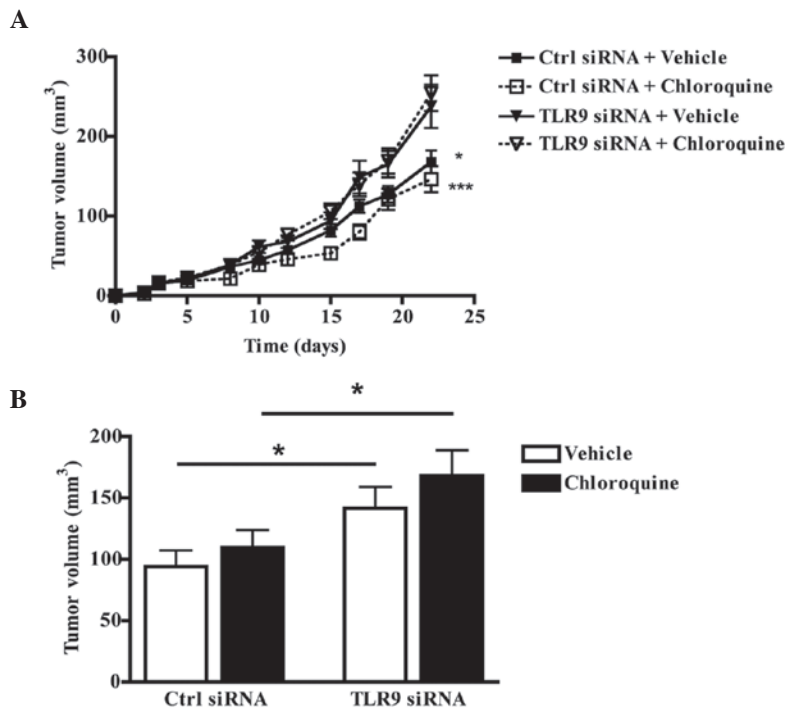 A
Tumor volume (mm³)
300
200
100
0
0 5 10 15 20 25
Time (days)
Ctrl siRNA + Vehicle
Ctrl siRNA + Chloroquine
TLR9 siRNA + Vehicle
TLR9 siRNA + Chloroquine
*
***
B
Tumor volume (mm³)
200
150
100
50
0
*
*
Ctrl siRNA TLR9 siRNA
Vehicle
Chloroquine